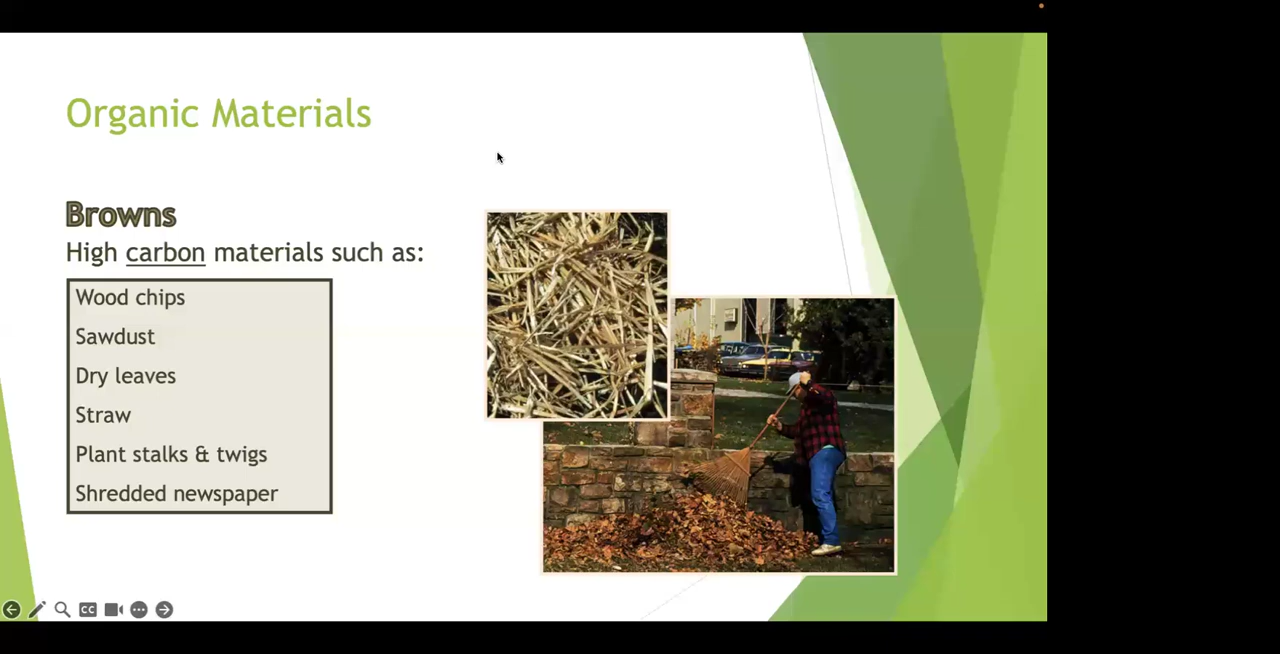 Organic Materials
Browns
High carbon materials such as:
Wood chips
Sawdust
Dry leaves
Straw
Plant stalks & twigs
Shredded newspaper
CC